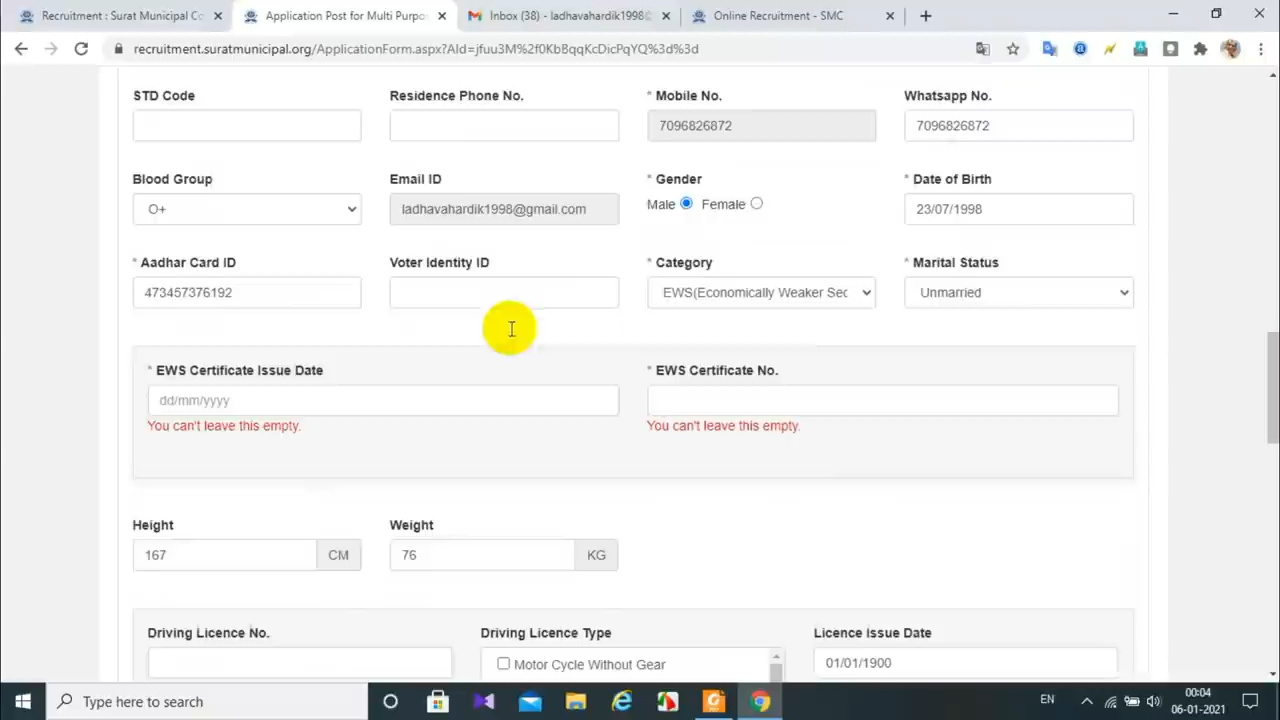 Recruitment : Surat Municipal Co
Application Post for Multi Purpo
Inbox (38) - ladhavahardik1998@
Online Recruitment - SMC
recruitment.suratmunicipal.org/ApplicationForm.aspx?AId=jfuu3M%2f0KbBqqKcDicPqYQ%3d%3d
STD Code
Residence Phone No.
* Mobile No.
Whatsapp No.
7096826872
7096826872
Blood Group
Email ID
* Gender
* Date of Birth
O+
ladhavahardik1998@gmail.com
Male
Female
23/07/1998
* Aadhar Card ID
Voter Identity ID
* Category
* Marital Status
473457376192
EWS(Economically Weaker Sec
Unmarried
* EWS Certificate Issue Date
* EWS Certificate No.
dd/mm/yyyy
You can't leave this empty.
You can't leave this empty.
Height
Weight
167
CM
76
KG
Driving Licence No.
Driving Licence Type
Licence Issue Date
Motor Cycle Without Gear
01/01/1900
Type here to search
EN
00:04
06-01-2021